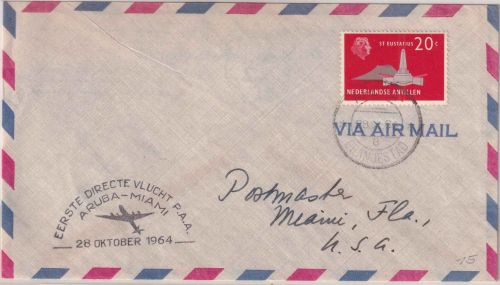 ST EUSTATIUS 20c
NEDERLANDSE ANTILLEN
VIA AIR MAIL
Postmaster
Miami, Fla.,
U.S.A.
EERSTE DIRECTE VLUCHT P.A.A.
ARUBA-MIAMI
28 OKTOBER 1964
15